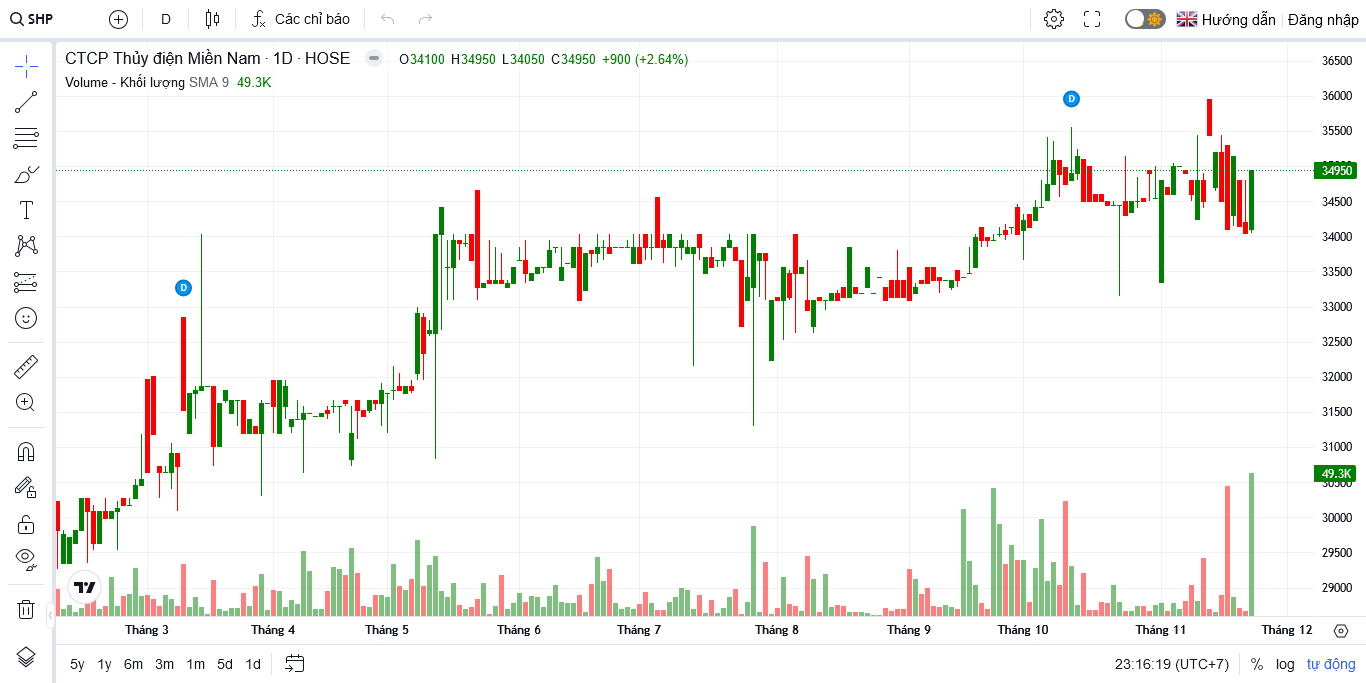 SHP D Các chỉ báo Hướng dẫn Đăng nhập
CTCP Thủy điện Miền Nam · 1D · HOSE O34100 H34950 L34050 C34950 +900 (+2.64%)
Volume - Khối lượng SMA 9 49.3K
D
D
36500
36000
35500
34950
34500
34000
33500
33000
32500
32000
31500
31000
49.3K
30500
30000
29500
29000
Tháng 3 Tháng 4 Tháng 5 Tháng 6 Tháng 7 Tháng 8 Tháng 9 Tháng 10 Tháng 11 Tháng 12
5y 1y 6m 3m 1m 5d 1d 23:16:19 (UTC+7) % log tự động